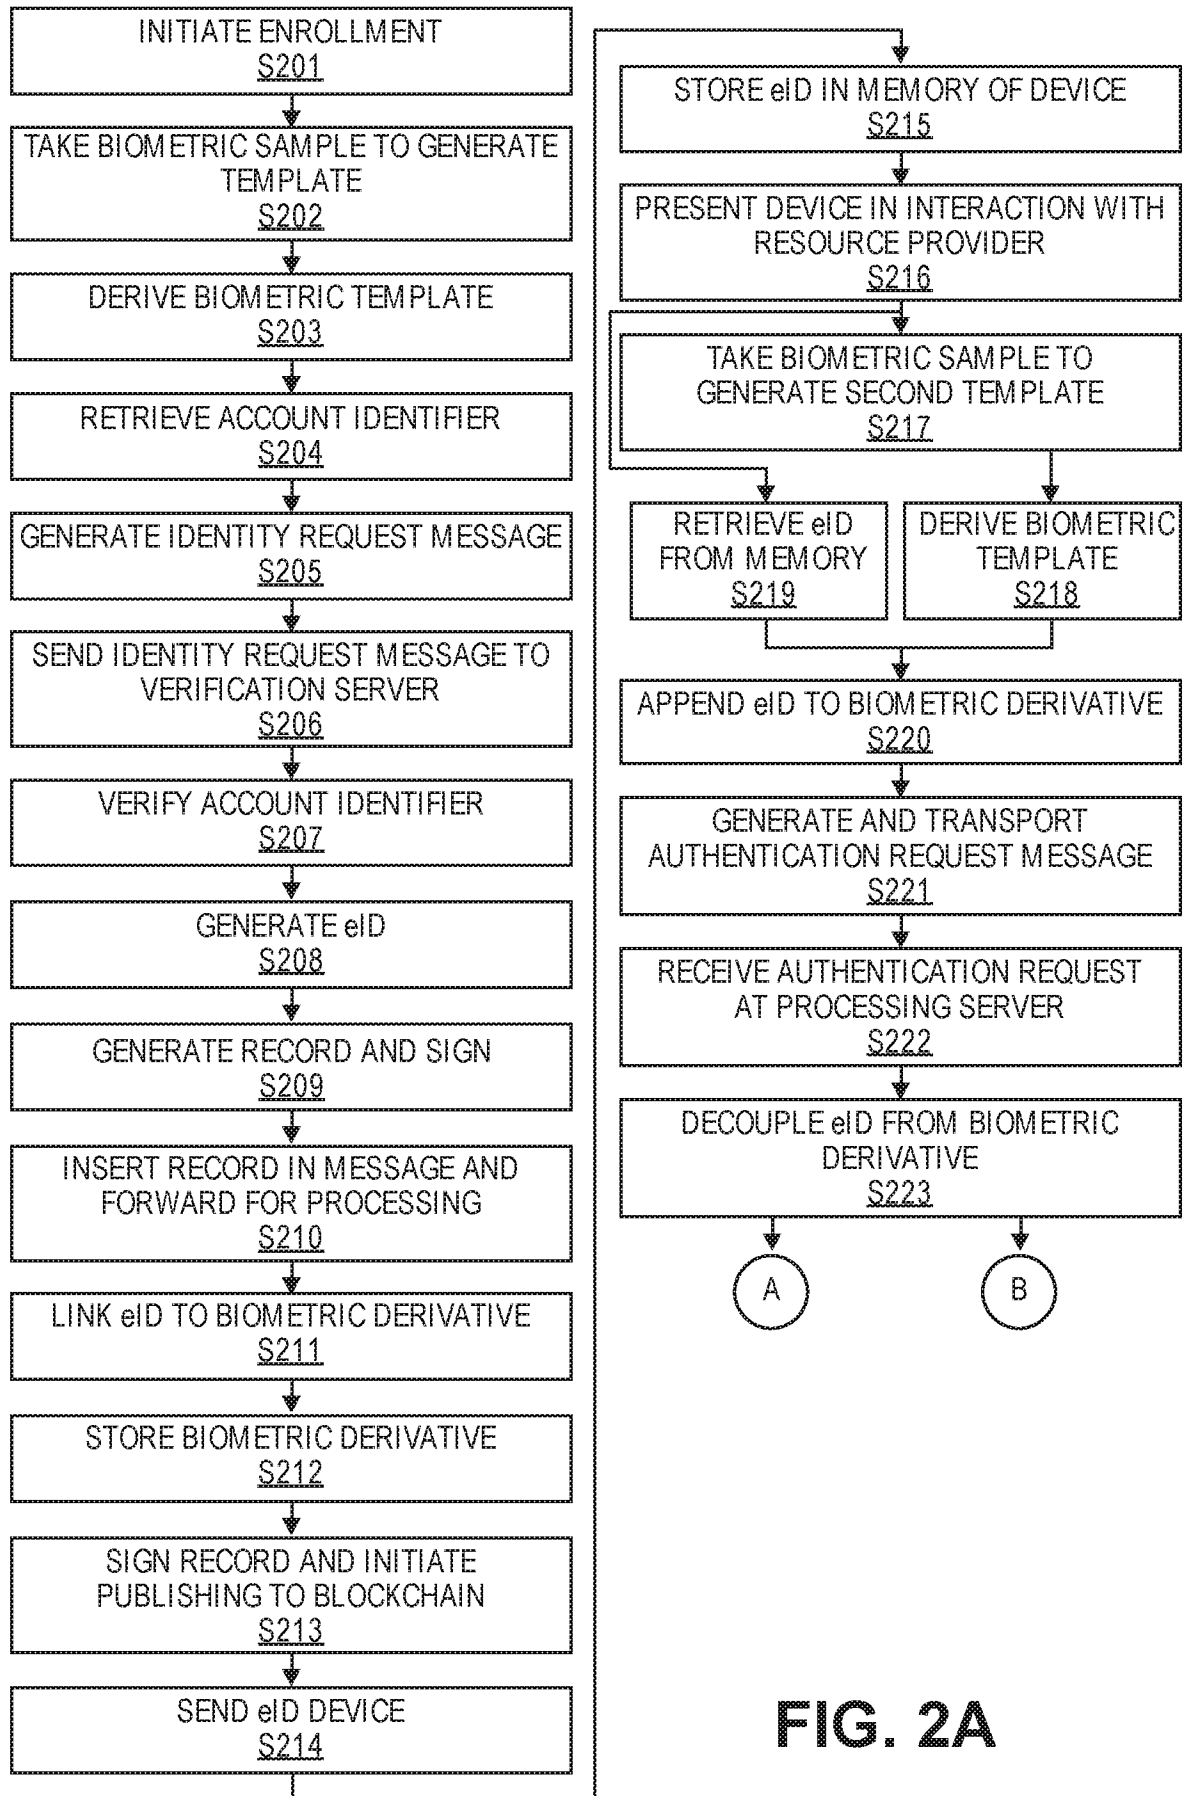 INITIATE ENROLLMENT
S201
TAKE BIOMETRIC SAMPLE TO GENERATE
TEMPLATE
S202
DERIVE BIOMETRIC TEMPLATE
S203
RETRIEVE ACCOUNT IDENTIFIER
S204
GENERATE IDENTITY REQUEST MESSAGE
S205
SEND IDENTITY REQUEST MESSAGE TO
VERIFICATION SERVER
S206
VERIFY ACCOUNT IDENTIFIER
S207
GENERATE eID
S208
GENERATE RECORD AND SIGN
S209
INSERT RECORD IN MESSAGE AND
FORWARD FOR PROCESSING
S210
LINK eID TO BIOMETRIC DERIVATIVE
S211
STORE BIOMETRIC DERIVATIVE
S212
SIGN RECORD AND INITIATE
PUBLISHING TO BLOCKCHAIN
S213
SEND eID DEVICE
S214
STORE eID IN MEMORY OF DEVICE
S215
PRESENT DEVICE IN INTERACTION WITH
RESOURCE PROVIDER
S216
TAKE BIOMETRIC SAMPLE TO
GENERATE SECOND TEMPLATE
S217
RETRIEVE eID
FROM MEMORY
S219
DERIVE BIOMETRIC
TEMPLATE
S218
APPEND eID TO BIOMETRIC DERIVATIVE
S220
GENERATE AND TRANSPORT
AUTHENTICATION REQUEST MESSAGE
S221
RECEIVE AUTHENTICATION REQUEST
AT PROCESSING SERVER
S222
DECOUPLE eID FROM BIOMETRIC
DERIVATIVE
S223
A
B
FIG. 2A